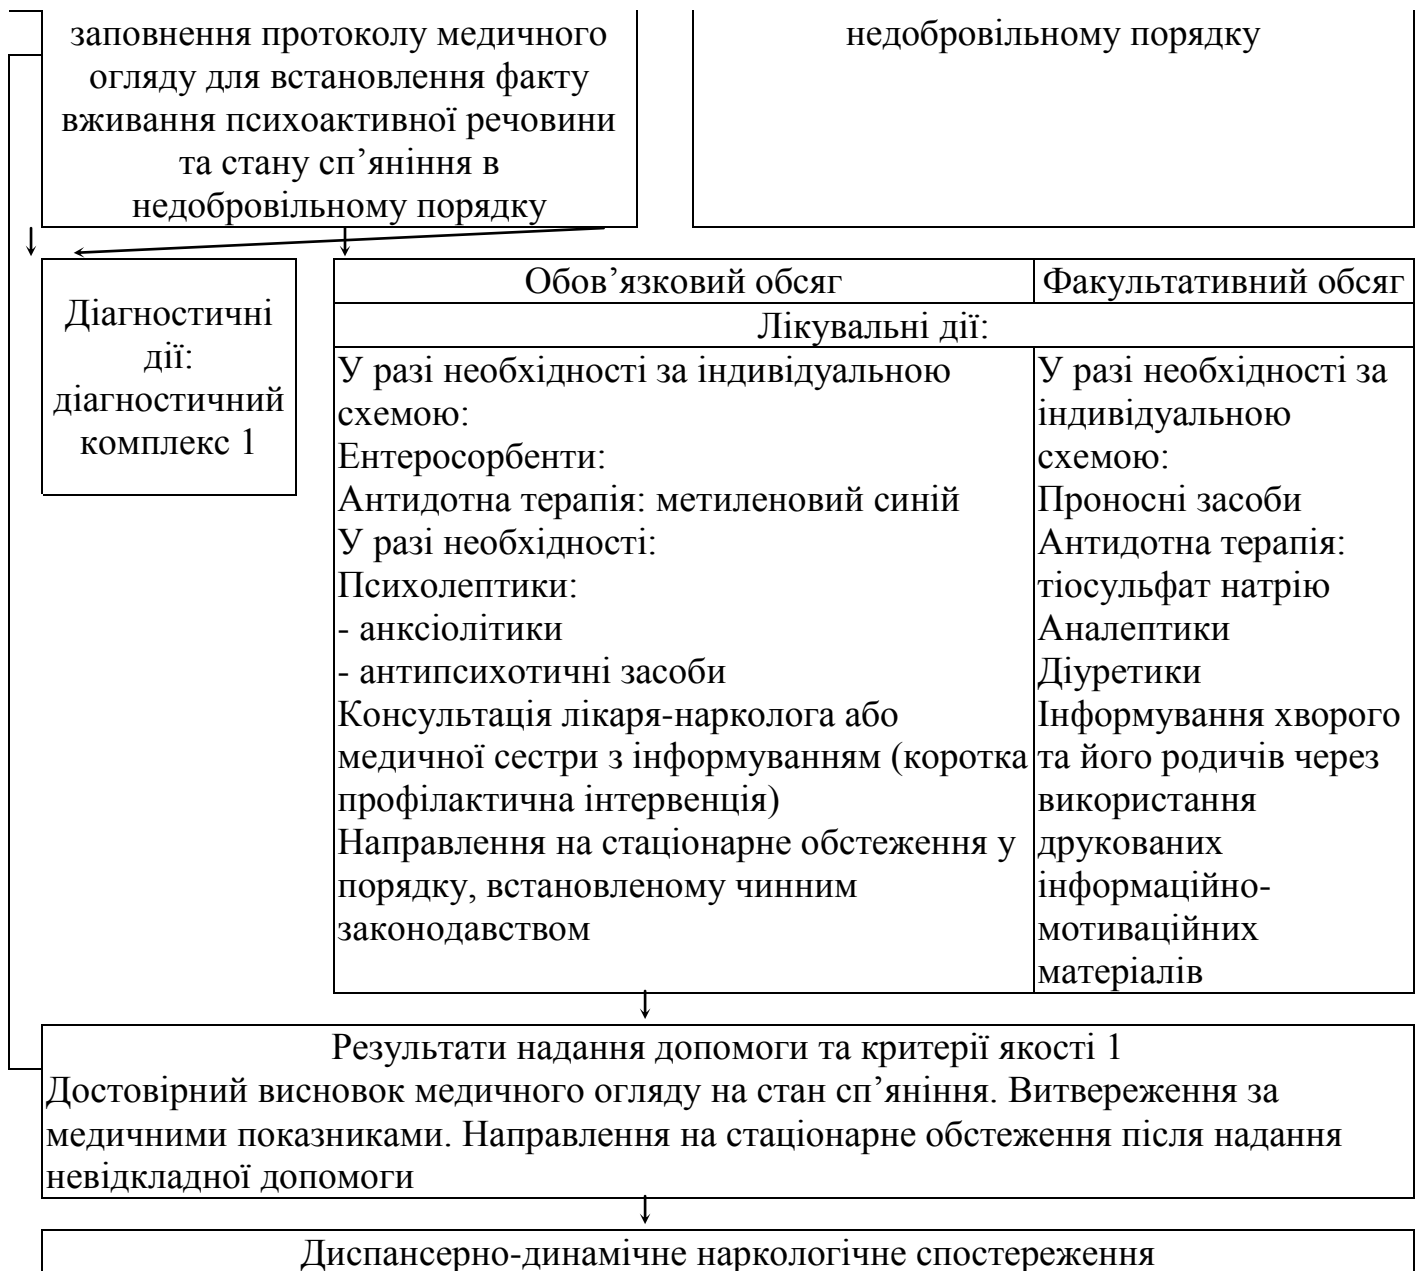 заповнення протоколу медичного
огляду для встановлення факту
вживання психоактивної речовини
та стану сп’яніння в
недобровільному порядку
недобровільному порядку
Діагностичні
дії:
діагностичний
комплекс 1
Обов’язковий обсяг
Факультативний обсяг
Лікувальні дії:
У разі необхідності за індивідуальною
схемою:
Ентеросорбенти:
Антидотна терапія: метиленовий синій
У разі необхідності:
Психолептики:
- анксіолітики
- антипсихотичні засоби
Консультація лікаря-нарколога або
медичної сестри з інформуванням (коротка
профілактична інтервенція)
Направлення на стаціонарне обстеження у
порядку, встановленому чинним
законодавством
У разі необхідності за
індивідуальною
схемою:
Проносні засоби
Антидотна терапія:
тіосульфат натрію
Аналептики
Діуретики
Інформування хворого
та його родичів через
використання
друкованих
інформаційно-
мотиваційних
матеріалів
Результати надання допомоги та критерії якості 1
Достовірний висновок медичного огляду на стан сп’яніння. Витвереження за
медичними показниками. Направлення на стаціонарне обстеження після надання
невідкладної допомоги
Диспансерно-динамічне наркологічне спостереження